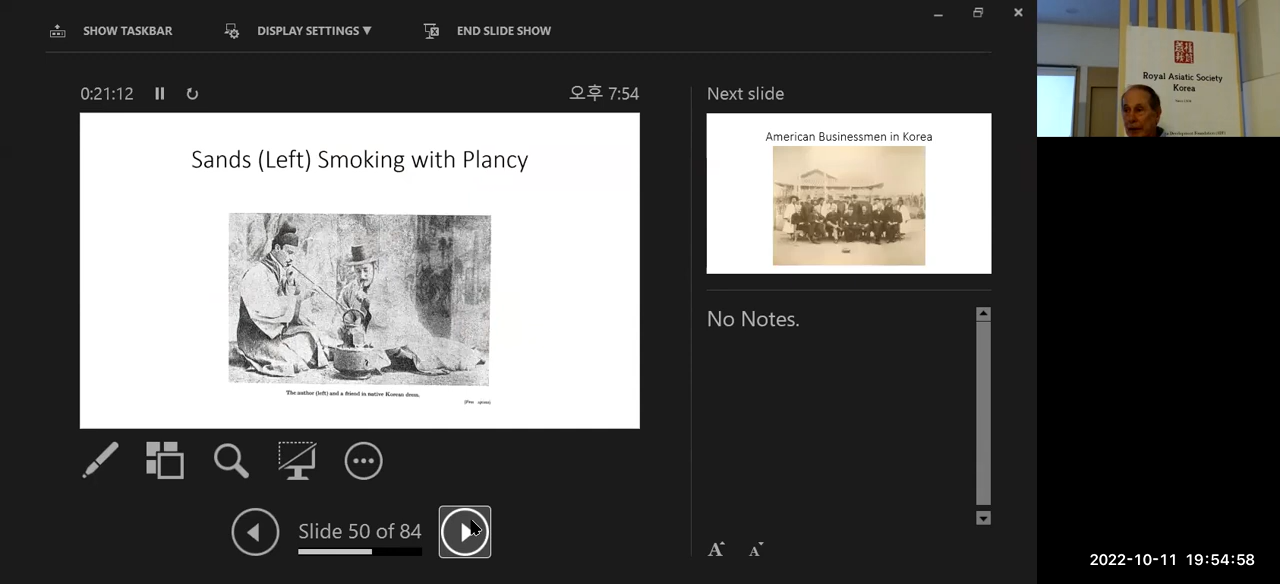 SHOW TASKBAR
DISPLAY SETTINGS ▼
END SLIDE SHOW
0:21:12
오후 7:54
Next slide
Sands (Left) Smoking with Plancy
The author (left) and a friend in native Korean dress.
American Businessmen in Korea
No Notes.
Slide 50 of 84
A A
Royal Asiatic Society
Korea
2022-10-11 19:54:58